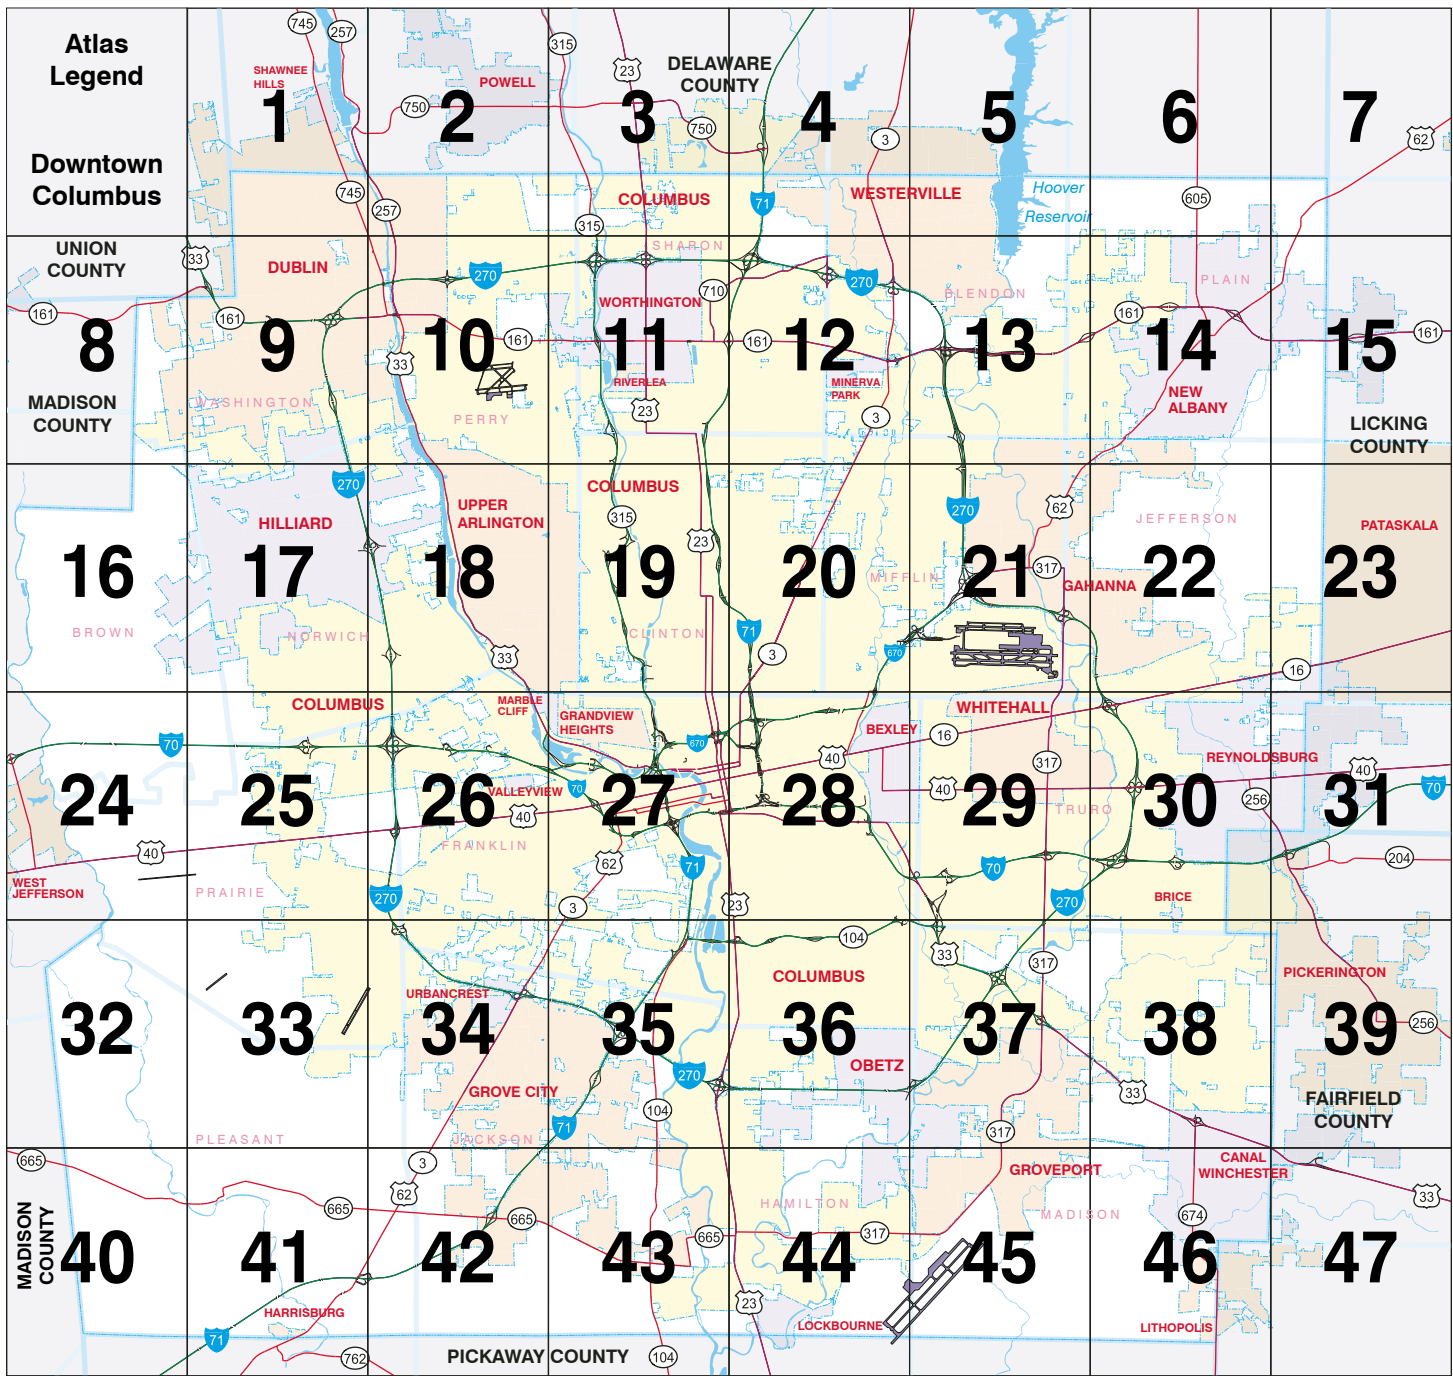 Atlas
Legend
Downtown
Columbus
745
257
315
23
DELAWARE
COUNTY
SHAWNEE
HILLS
POWELL
1
2
3
4
5
6
7
750
750
3
62
745
257
315
COLUMBUS
71
WESTERVILLE
Hoover
Reservoir
605
UNION
COUNTY
33
DUBLIN
270
SHARON
WORTHINGTON
710
270
BLENDON
PLAIN
161
161
161
161
161
161
8
9
10
11
12
13
14
15
33
RIVERLEA
MINERVA
PARK
NEW
ALBANY
MADISON
COUNTY
WASHINGTON
PERRY
23
3
LICKING
COUNTY
270
HILLIARD
UPPER
ARLINGTON
COLUMBUS
315
23
270
62
JEFFERSON
PATASKALA
16
17
18
19
20
21
22
23
MIFFLIN
317
GAHANNA
BROWN
NORWICH
CLINTON
71
3
33
670
16
COLUMBUS
MARBLE
CLIFF
GRANDVIEW
HEIGHTS
BEXLEY
WHITEHALL
16
70
670
40
317
REYNOLDSBURG
40
70
24
25
26
27
28
29
30
31
VALLEYVIEW
70
40
40
TRURO
256
40
FRANKLIN
62
71
70
204
WEST
JEFFERSON
PRAIRIE
270
3
23
270
BRICE
104
33
317
COLUMBUS
PICKERINGTON
URBANCREST
32
33
34
35
36
37
38
39
256
270
OBETZ
GROVE CITY
104
33
FAIRFIELD
COUNTY
71
317
PLEASANT
JACKSON
665
3
62
GROVEPORT
CANAL
WINCHESTER
33
665
665
665
HAMILTON
317
MADISON
674
MADISON
COUNTY
40
41
42
43
44
45
46
47
HARRISBURG
71
23
LOCKBOURNE
LITHOPOLIS
762
PICKAWAY COUNTY
104